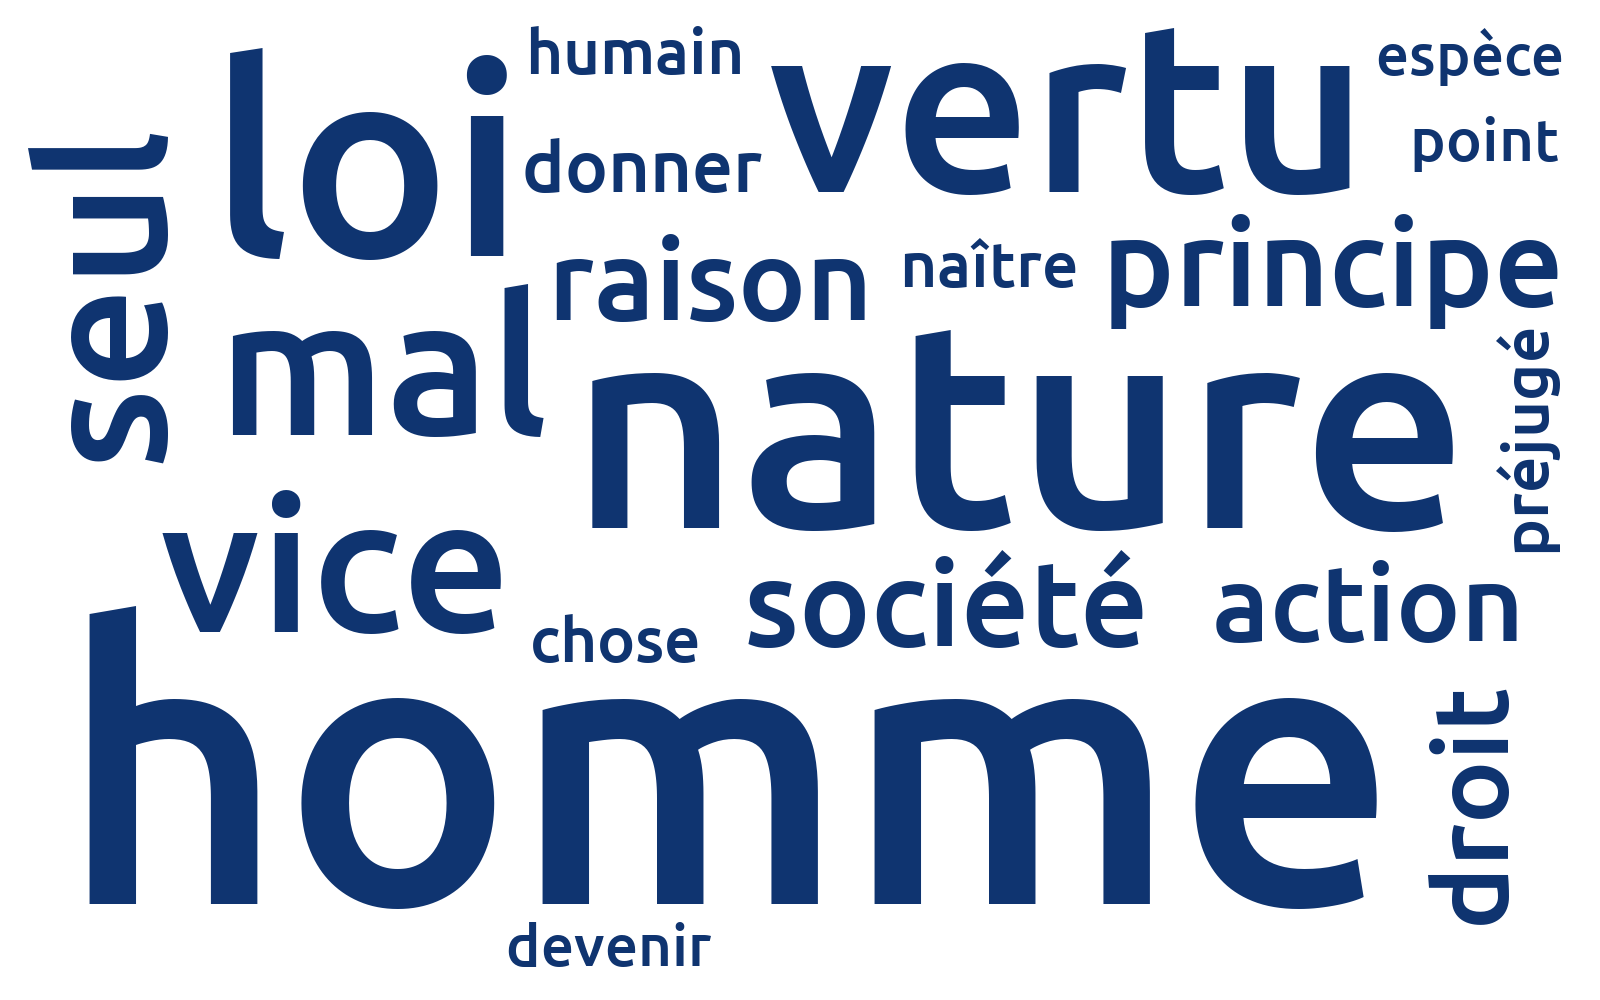 humain
espèce
vertu
loi
point
donner
seul
principe
raison
naître
mal
nature
préjugé
vice
société
action
chose
homme
droit
devenir